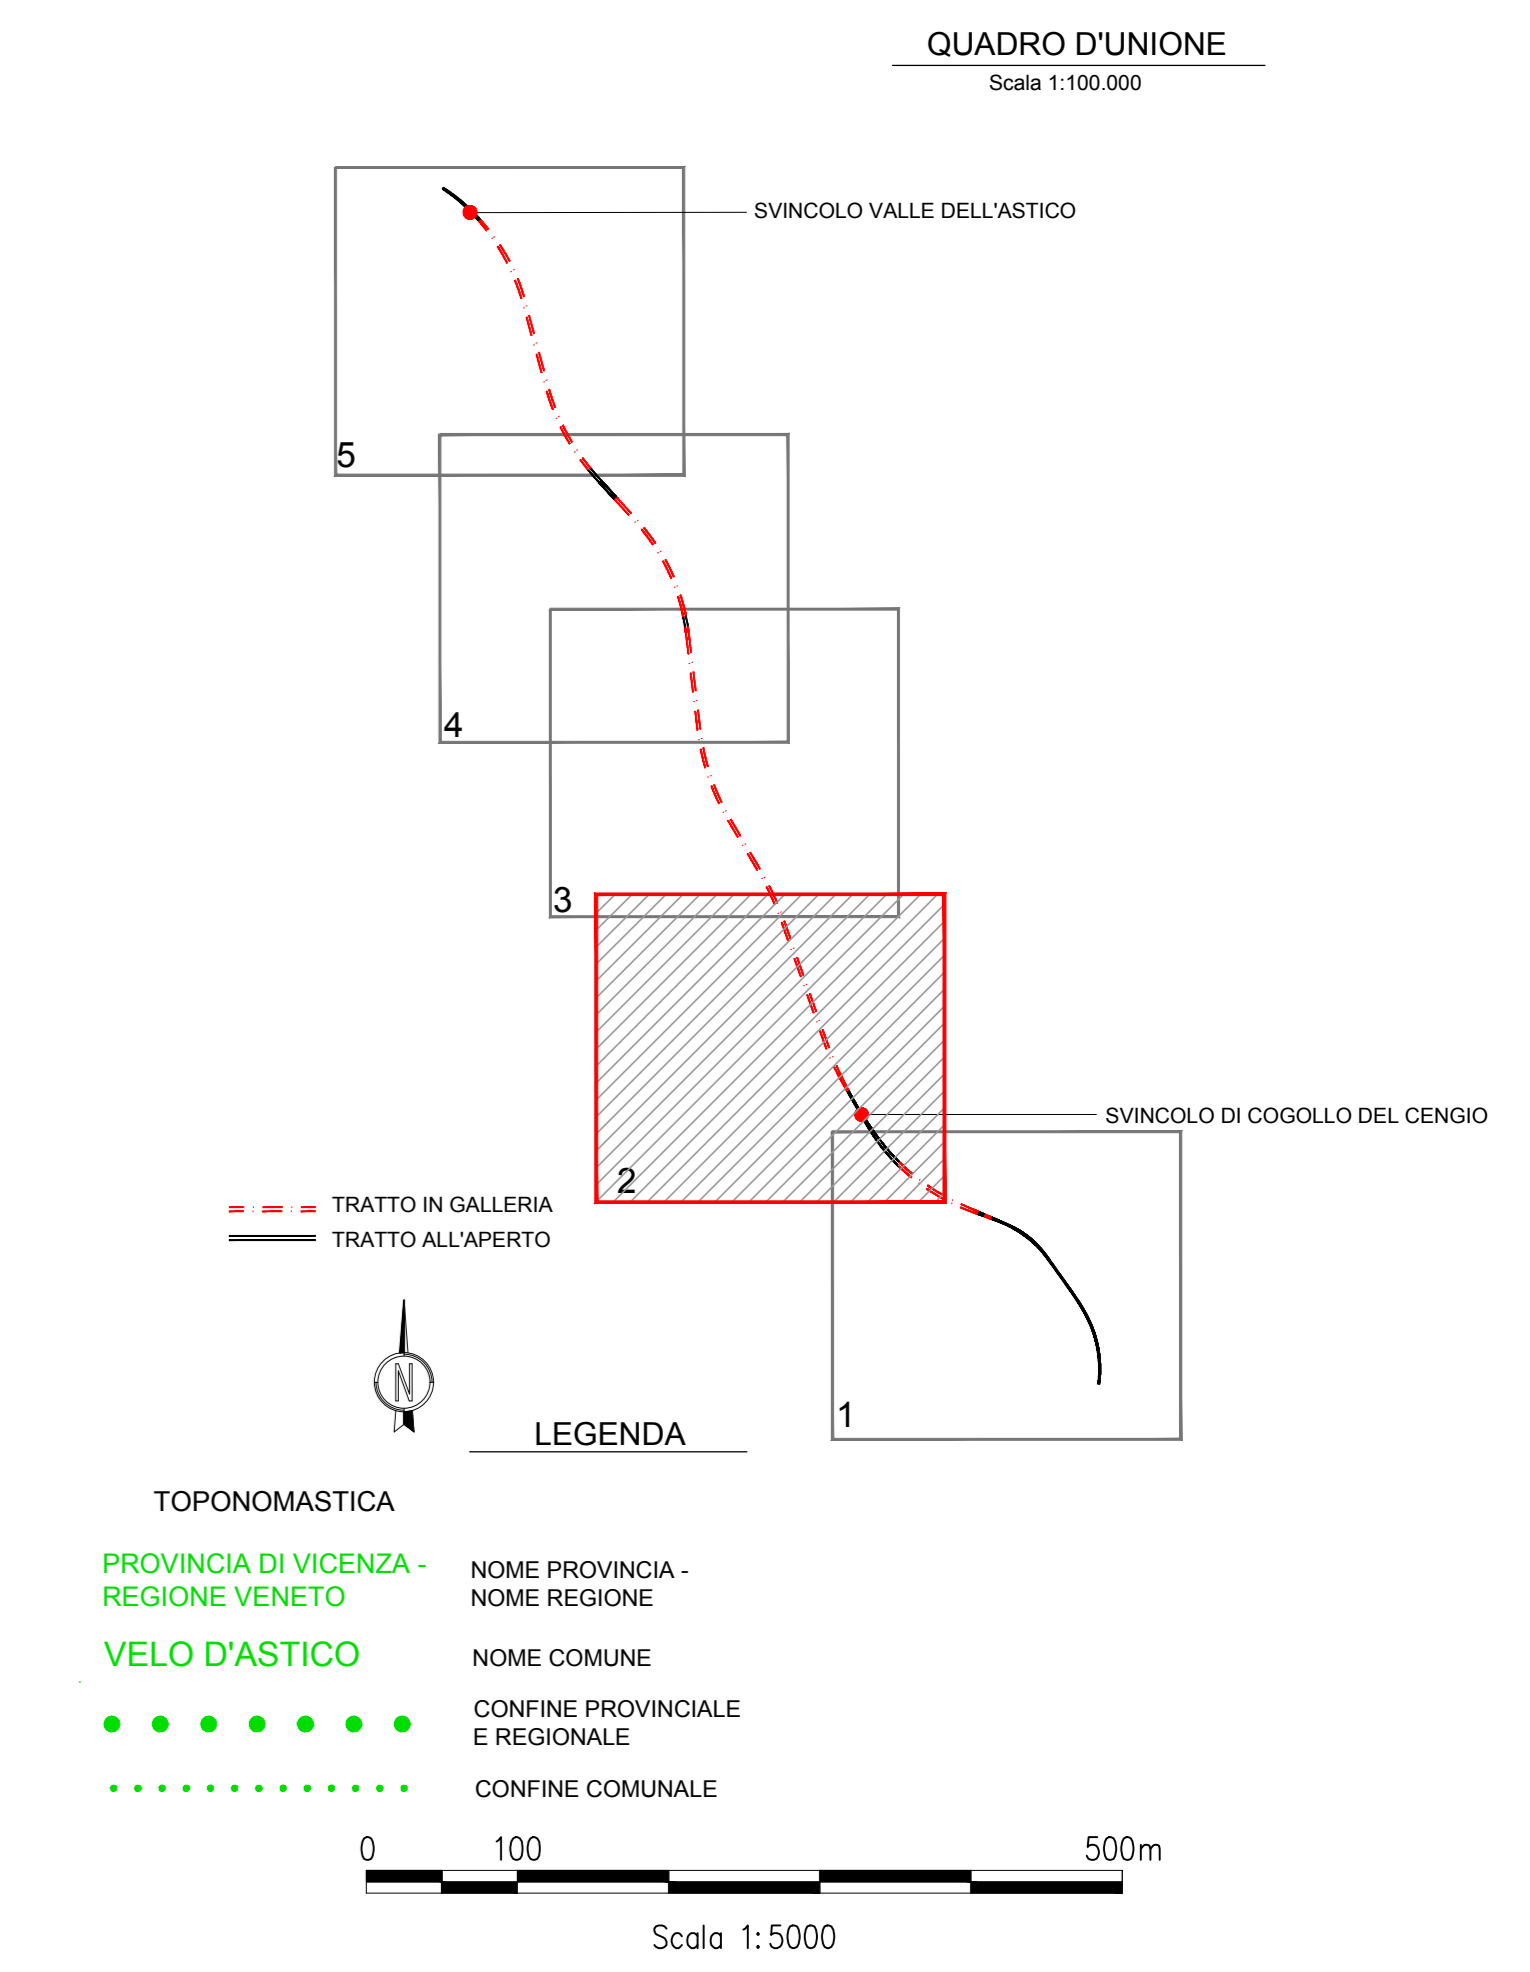 QUADRO D'UNIONE
Scala 1:100.000
SVINCOLO VALLE DELL'ASTICO
5
4
3
2
SVINCOLO DI COGOLLO DEL CENGIO
1
TRATTO IN GALLERIA
TRATTO ALL'APERTO
N
LEGENDA
TOPONOMASTICA
PROVINCIA DI VICENZA -
REGIONE VENETO
NOME PROVINCIA -
NOME REGIONE
VELO D'ASTICO
NOME COMUNE
CONFINE PROVINCIALE
E REGIONALE
CONFINE COMUNALE
0 100 500m
Scala 1:5000